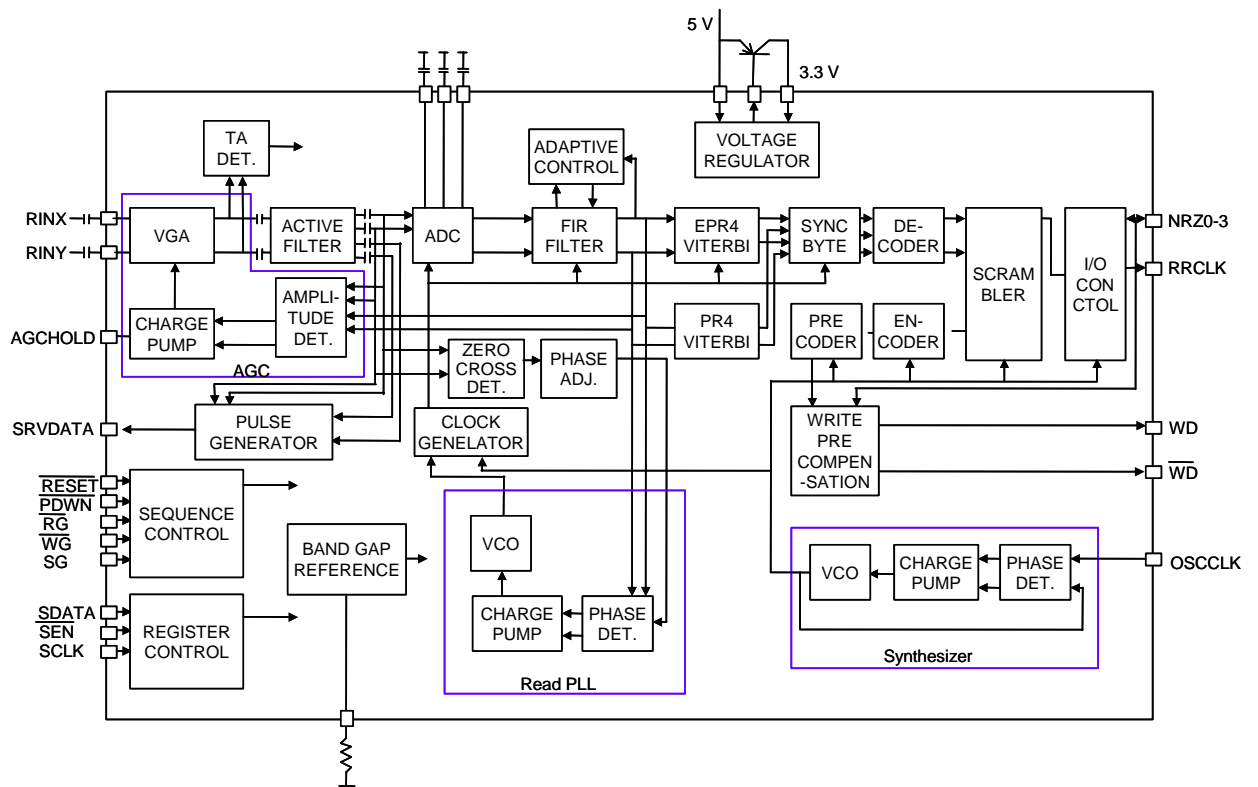 5 V
3.3 V
TA
DET.
ADAPTIVE
CONTROL
VOLTAGE
REGULATOR
RINX
RINY
VGA
ACTIVE
FILTER
ADC
FIR
FILTER
EPR4
VITERBI
SYNC
BYTE
DE-
CODER
SCRAM
BLER
I/O
CON
CTOL
NRZ0-3
RRCLK
AGCHOLD
CHARGE
PUMP
AMPLI-
TUDE
DET.
AGC
ZERO
CROSS
DET.
PHASE
ADJ.
PR4
VITERBI
PRE
CODER
EN-
CODER
SRVDATA
PULSE
GENERATOR
CLOCK
GENELATOR
WRITE
PRE
COMPEN
-SATION
WD
WD
RESET
PDWN
RG
WG
SG
SEQUENCE
CONTROL
BAND GAP
REFERENCE
VCO
CHARGE
PUMP
PHASE
DET.
Read PLL
VCO
CHARGE
PUMP
PHASE
DET.
Synthesizer
OSCCLK
SDATA
SEN
SCLK
REGISTER
CONTROL